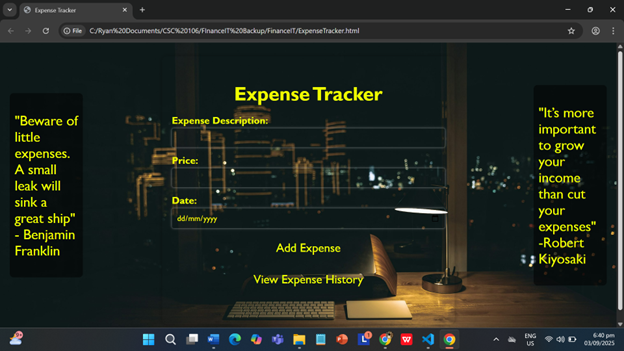 Expense Tracker
File
C:/Ryan%20Documents/CSC%20106/FinanceIT%20Backup/FinanceIT/ExpenseTracker.html
Expense Tracker
"Beware of
little
expenses.
A small
leak will
sink a
great ship"
- Benjamin
Franklin
Expense Description:
Price:
Date:
dd/mm/yyyy
Add Expense
View Expense History
"It's more
important
to grow
your
income
than cut
your
expenses"
-Robert
Kiyosaki
ENG
US
6:40 pm
03/09/2025